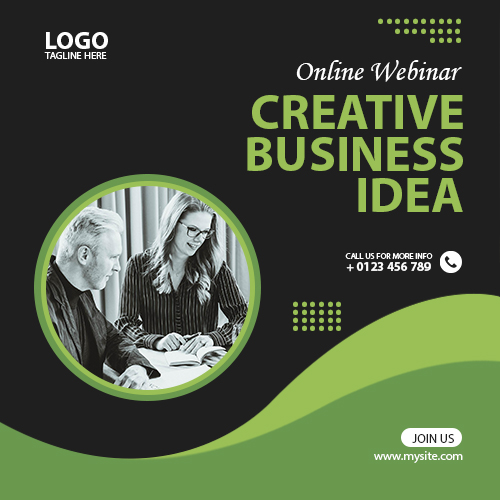 LOGO
TAGLINE HERE
Online Webinar
CREATIVE
BUSINESS
IDEA
CALL US FOR MORE INFO
+ 0123 456 789
JOIN US
www.mysite.com